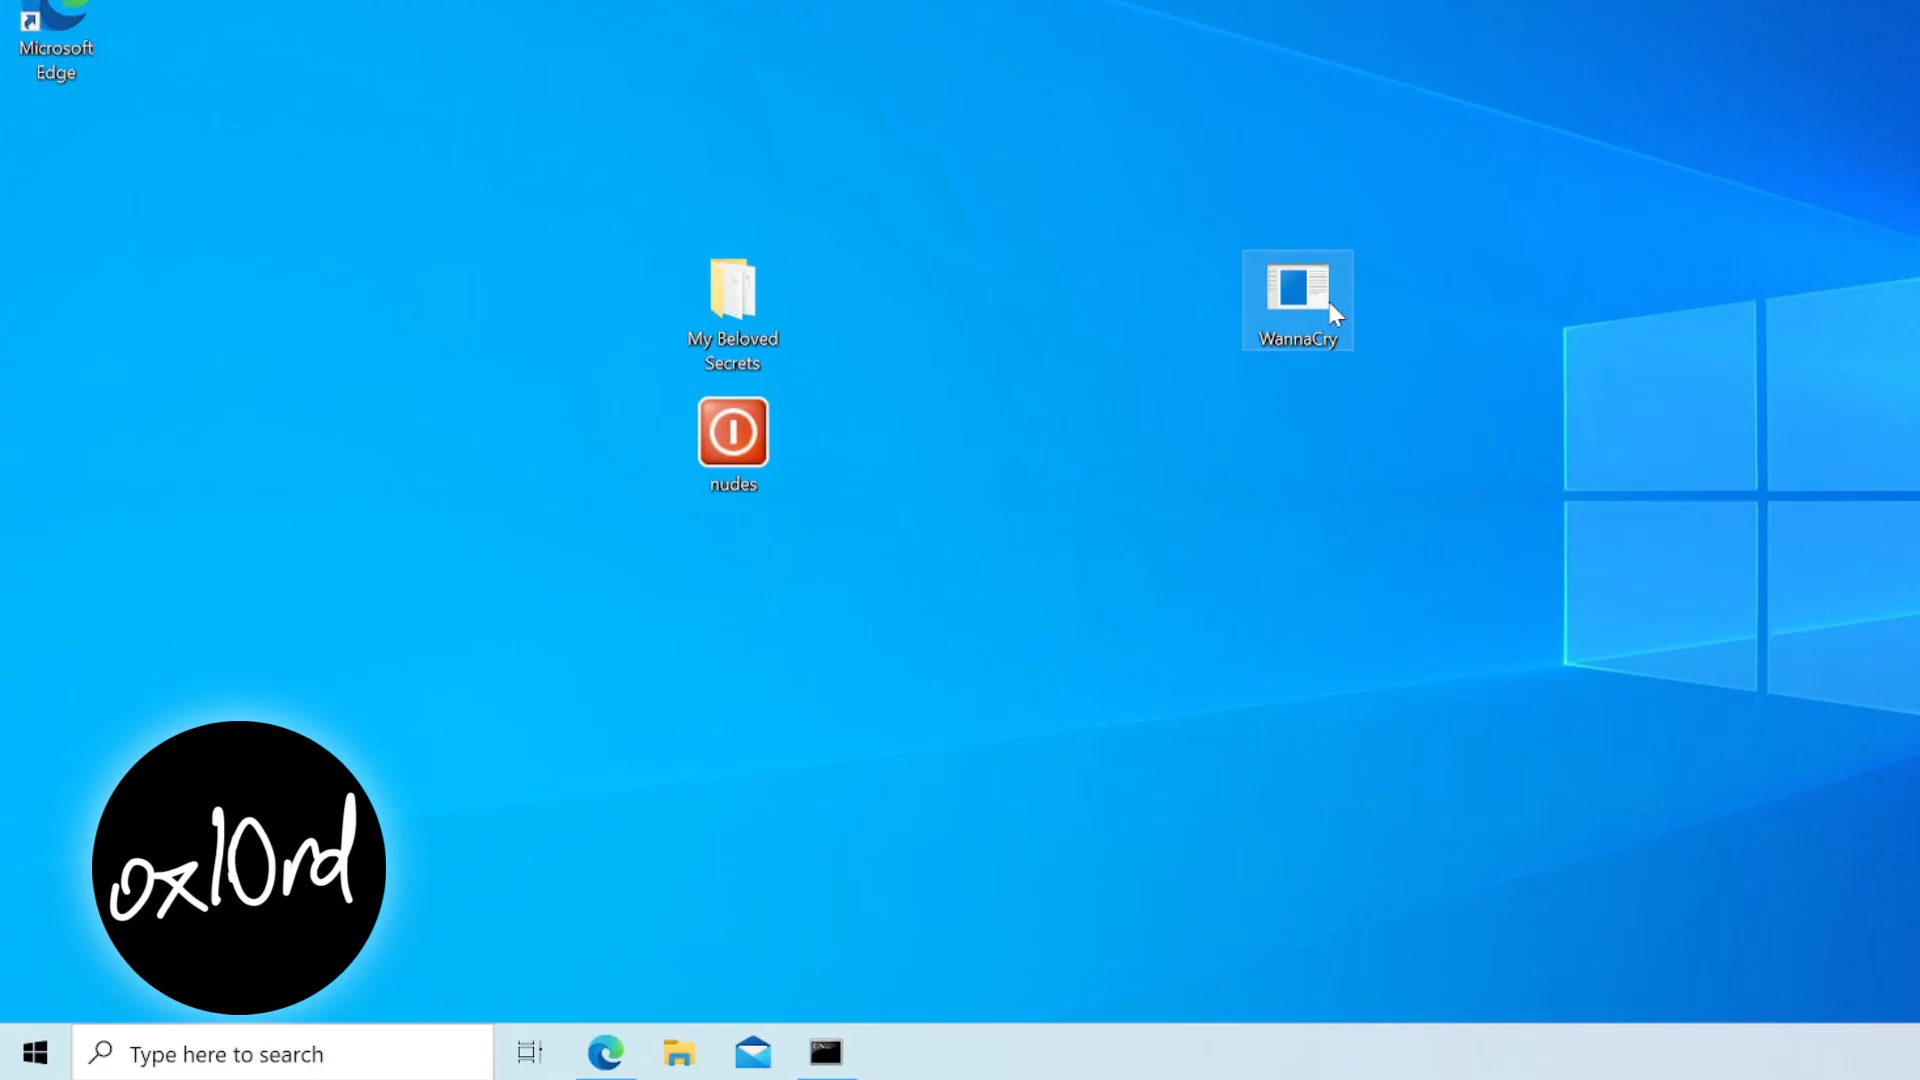 Microsoft
Edge
My Beloved
Secrets
WannaCry
nudes
0x10rd
Type here to search